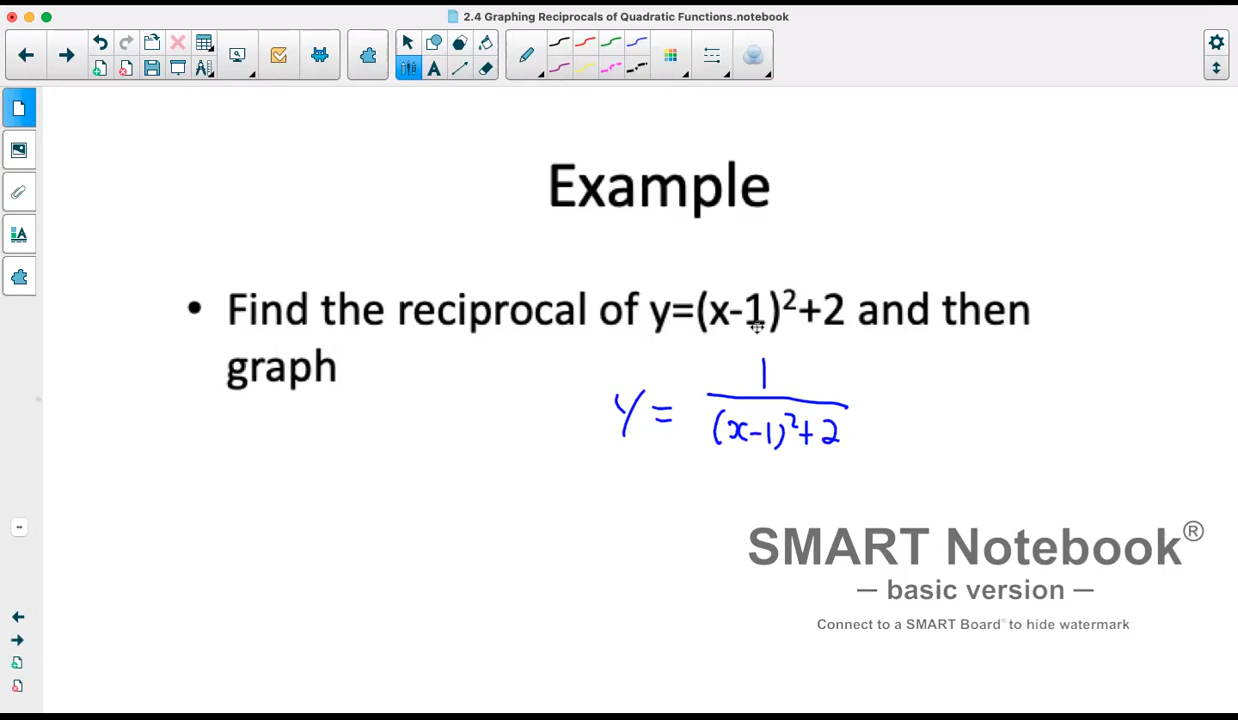 2.4 Graphing Reciprocals of Quadratic Functions.notebook
Example
• Find the reciprocal of y=(x-1)²+2 and then
graph
y = 1
(x-1)²+2
SMART Notebook®
— basic version —
Connect to a SMART Board® to hide watermark